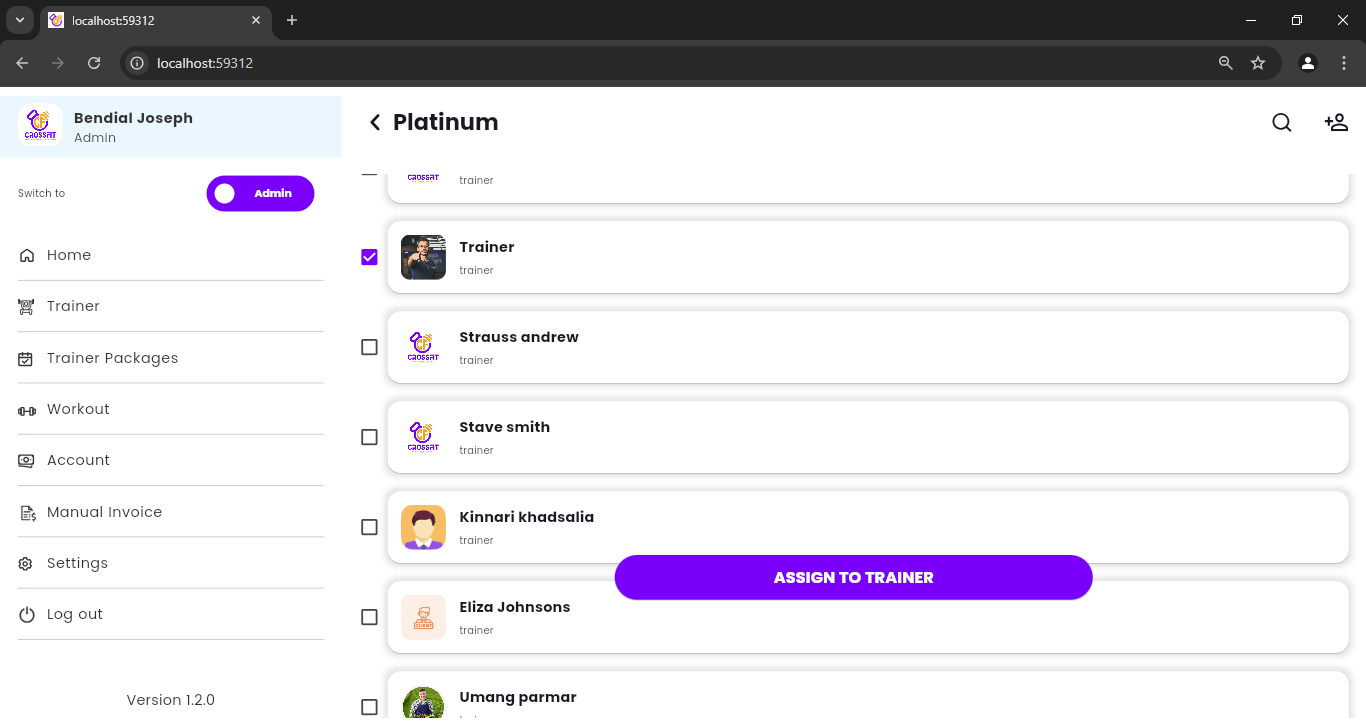 localhost:59312
localhost:59312
Bendial Joseph
Admin
Switch to
Admin
Home
Trainer
Trainer Packages
Workout
Account
Manual Invoice
Settings
Log out
Version 1.2.0
Platinum
CROSSFIT
trainer
Trainer
trainer
Strauss andrew
CROSSFIT
trainer
Stave smith
CROSSFIT
trainer
Kinnari khadsalia
trainer
ASSIGN TO TRAINER
Eliza Johnsons
CLIENT
trainer
Umang parmar